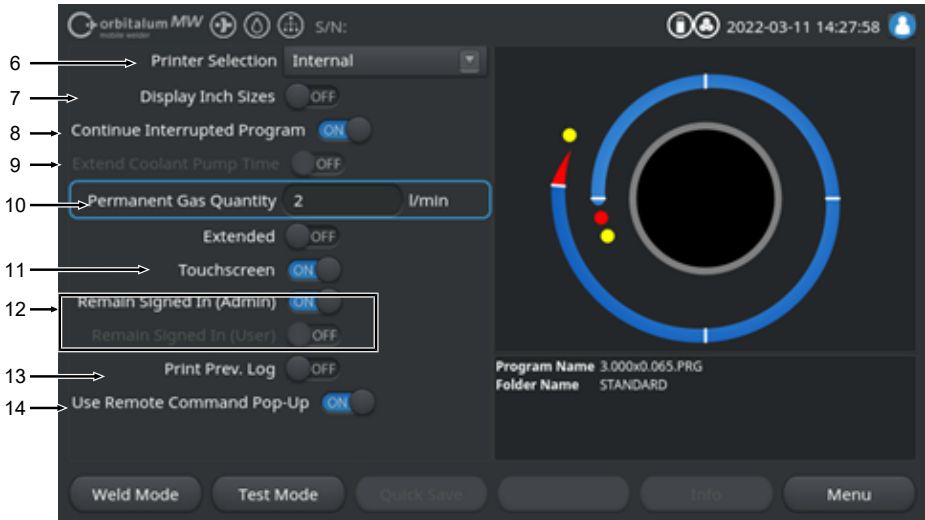 orbitalum MW S/N: 2022-03-11 14:27:58
mobile welder
6 Printer Selection Internal
7 Display Inch Sizes OFF
8 Continue Interrupted Program ON
9 Extend Coolant Pump Time OFF
10 Permanent Gas Quantity 2 l/min
Extended OFF
11 Touchscreen ON
12 Remain Signed In (Admin) ON
Remain Signed In (User) OFF
13 Print Prev. Log OFF
14 Use Remote Command Pop-Up ON
Program Name 3.000x0.065.PRG
Folder Name STANDARD
Weld Mode Test Mode Quick Save Info Menu